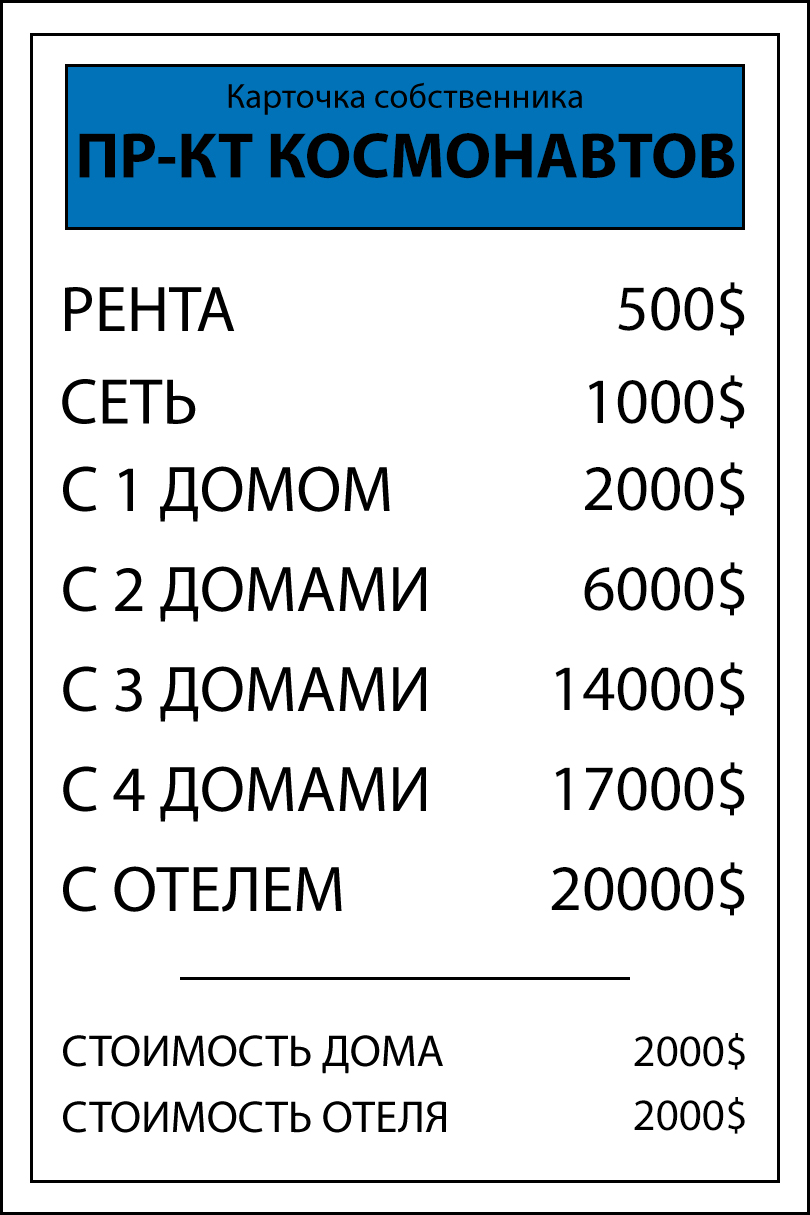 Карточка собственника
ПР-КТ КОСМОНАВТОВ
РЕНТА 500$
СЕТЬ 1000$
С 1 ДОМОМ 2000$
С 2 ДОМАМИ 6000$
С 3 ДОМАМИ 14000$
С 4 ДОМАМИ 17000$
С ОТЕЛЕМ 20000$
СТОИМОСТЬ ДОМА 2000$
СТОИМОСТЬ ОТЕЛЯ 2000$